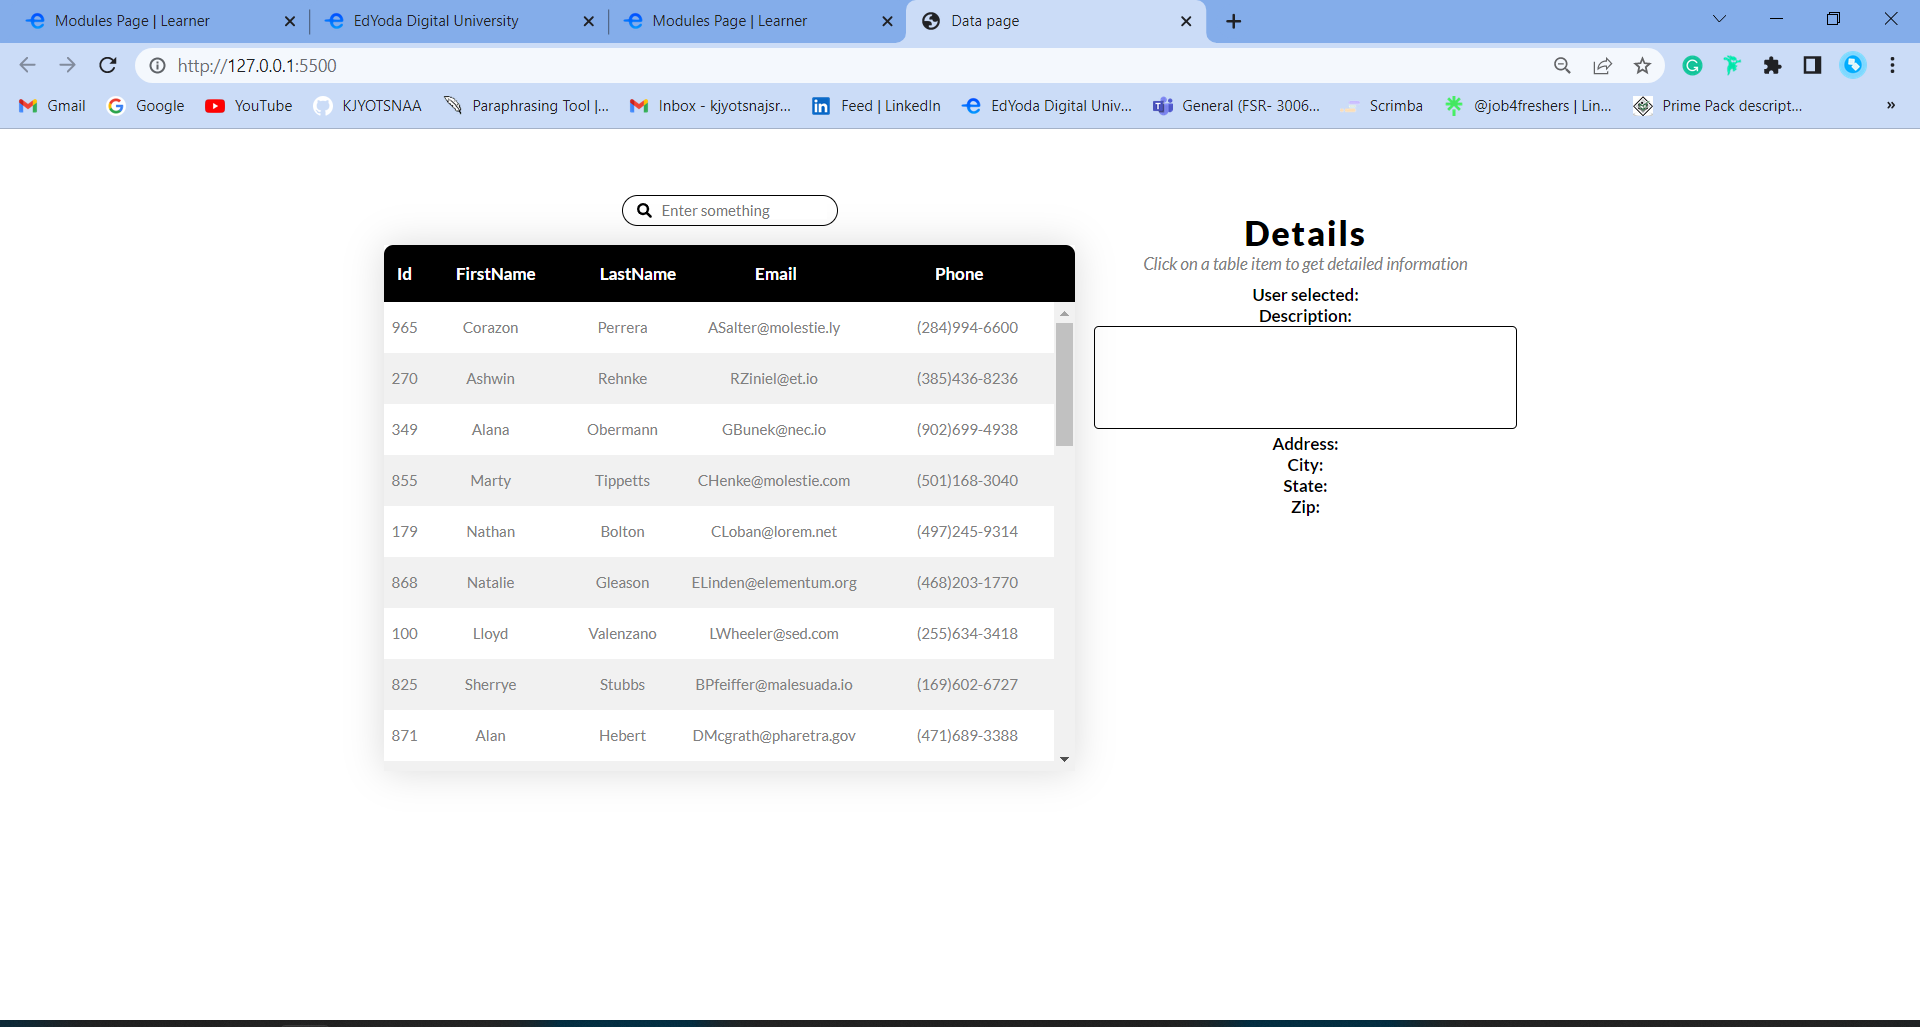 Modules Page | Learner
EdYoda Digital University
Modules Page | Learner
Data page
http://127.0.0.1:5500
Gmail
Google
YouTube
KJYOTSNAA
Paraphrasing Tool |...
Inbox - kjyotsnajsr...
Feed | LinkedIn
EdYoda Digital Univ...
General (FSR- 3006...
Scrimba
@job4freshers | Lin...
Prime Pack descript...
»
Enter something
Id FirstName LastName Email Phone
965 Corazon Perrera ASalter@molestie.ly (284)994-6600
270 Ashwin Rehnke RZiniel@et.io (385)436-8236
349 Alana Obermann GBunek@nec.io (902)699-4938
855 Marty Tippetts CHenke@molestie.com (501)168-3040
179 Nathan Bolton CLoban@lorem.net (497)245-9314
868 Natalie Gleason ELinden@elementum.org (468)203-1770
100 Lloyd Valenzano LWheeler@sed.com (255)634-3418
825 Sherrye Stubbs BPfeiffer@malesuada.io (169)602-6727
871 Alan Hebert DMcgrath@pharetra.gov (471)689-3388
Details
Click on a table item to get detailed information
User selected:
Description:
Address:
City:
State:
Zip: